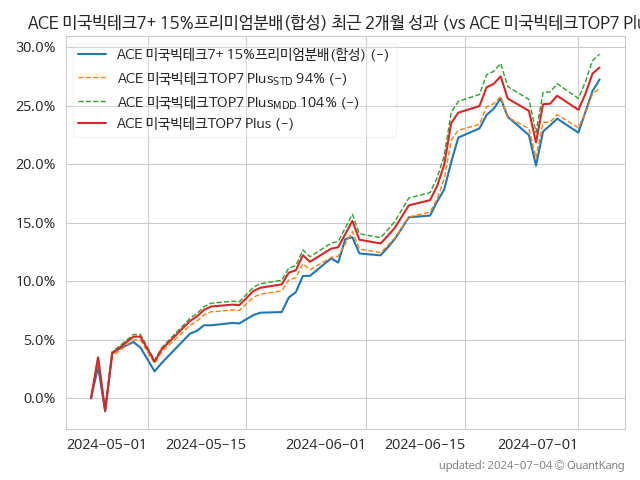 ACE 미국빅테크7+ 15%프리미엄분배(합성) 최근 2개월 성과 (vs ACE 미국빅테크TOP7 Pl
30.0%
25.0%
20.0%
15.0%
10.0%
5.0%
0.0%
ACE 미국빅테크7+ 15%프리미엄분배(합성) (-)
ACE 미국빅테크TOP7 PlusSTD 94% (-)
ACE 미국빅테크TOP7 PlusMDD 104% (-)
ACE 미국빅테크TOP7 Plus (-)
2024-05-01 2024-05-15 2024-06-01 2024-06-15 2024-07-01
updated: 2024-07-04 © QuantKang